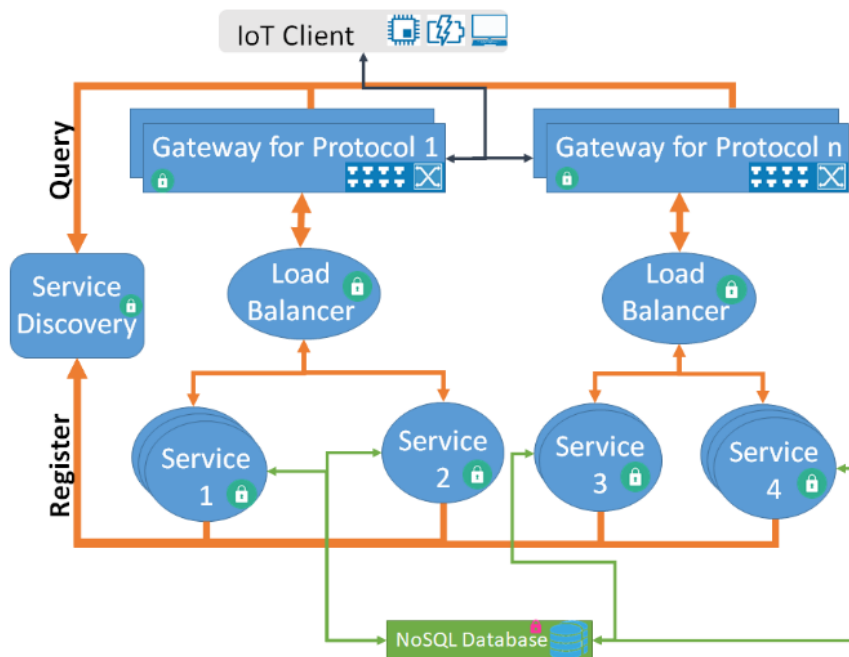 IoT Client
Gateway for Protocol 1
Gateway for Protocol n
Query
Service
Discovery
Load
Balancer
Load
Balancer
Register
Service
1
Service
2
Service
3
Service
4
NoSQL Database